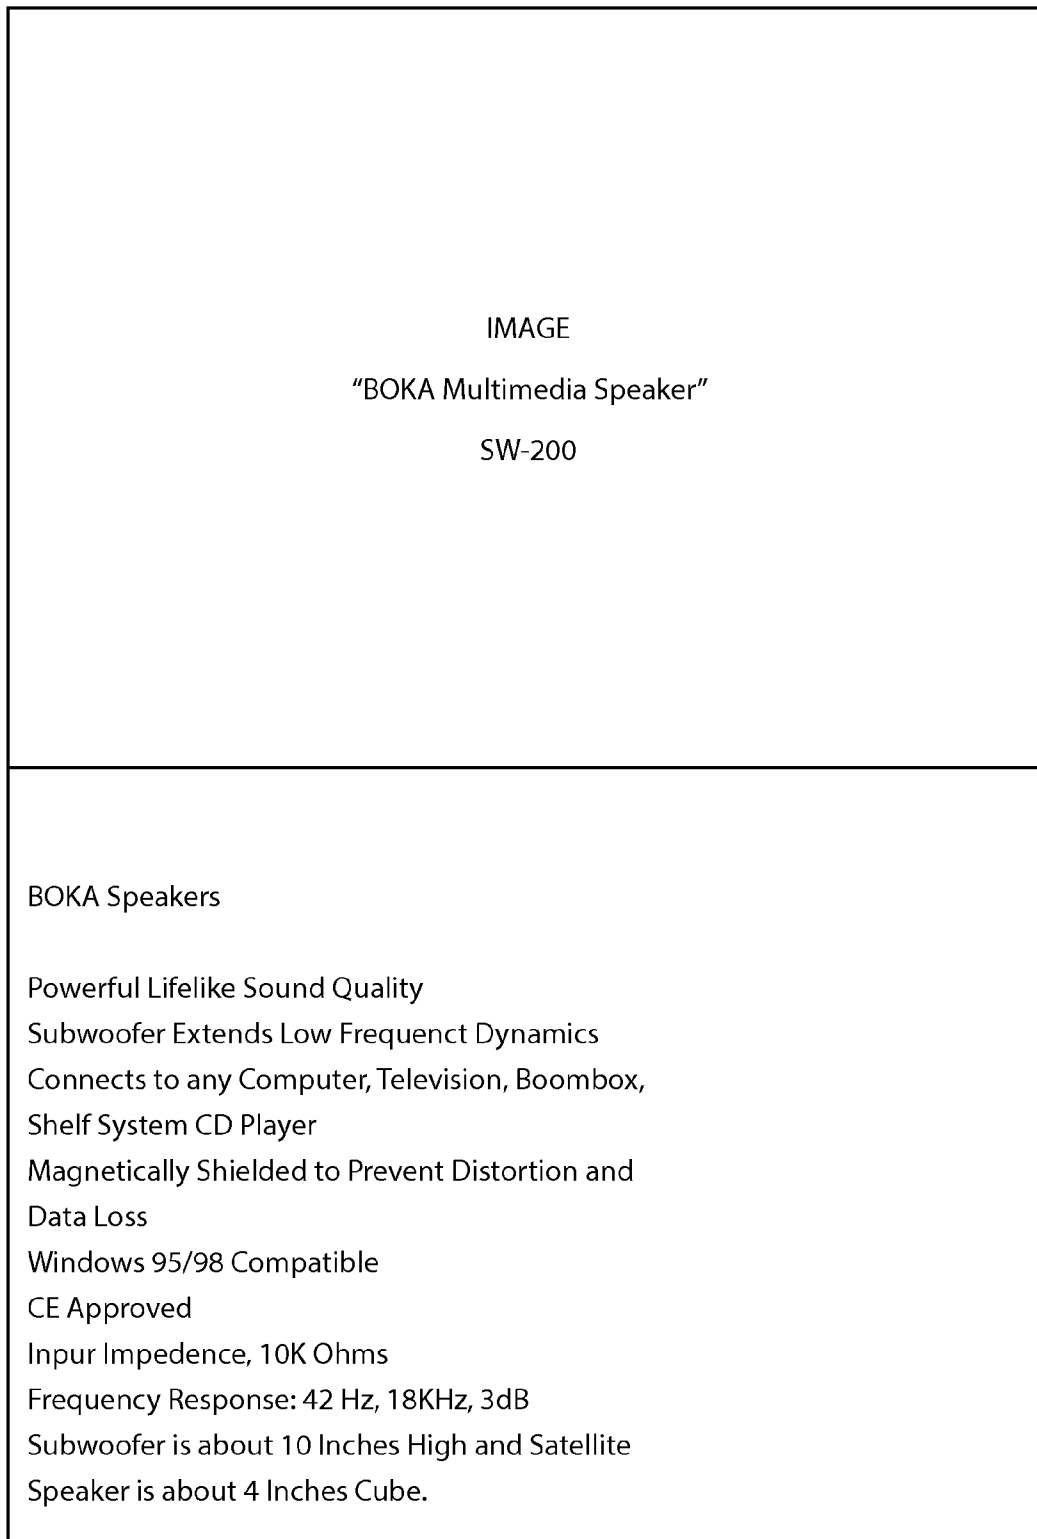 IMAGE
“BOKA Multimedia Speaker”
SW-200
BOKA Speakers
Powerful Lifelike Sound Quality
Subwoofer Extends Low Frequenct Dynamics
Connects to any Computer, Television, Boombox,
Shelf System CD Player
Magnetically Shielded to Prevent Distortion and
Data Loss
Windows 95/98 Compatible
CE Approved
Inpur Impedence, 10K Ohms
Frequency Response: 42 Hz, 18KHz, 3dB
Subwoofer is about 10 Inches High and Satellite
Speaker is about 4 Inches Cube.